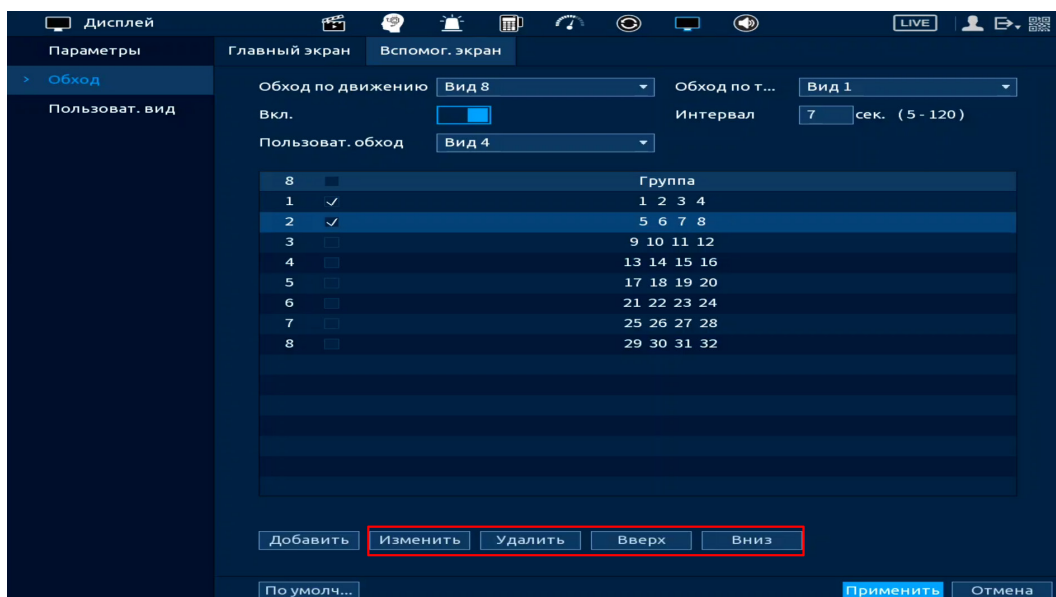 Дисплей LIVE
Параметры
Обход
Пользоват. вид
Главный экран Вспомог. экран
Обход по движению Вид 8 Обход по т... Вид 1
Вкл. Интервал 7 сек. (5-120)
Пользоват. обход Вид 4
8 Группа
1 1 2 3 4
2 5 6 7 8
3 9 10 11 12
4 13 14 15 16
5 17 18 19 20
6 21 22 23 24
7 25 26 27 28
8 29 30 31 32
Добавить Изменить Удалить Вверх Вниз
По умолч... Применить Отмена